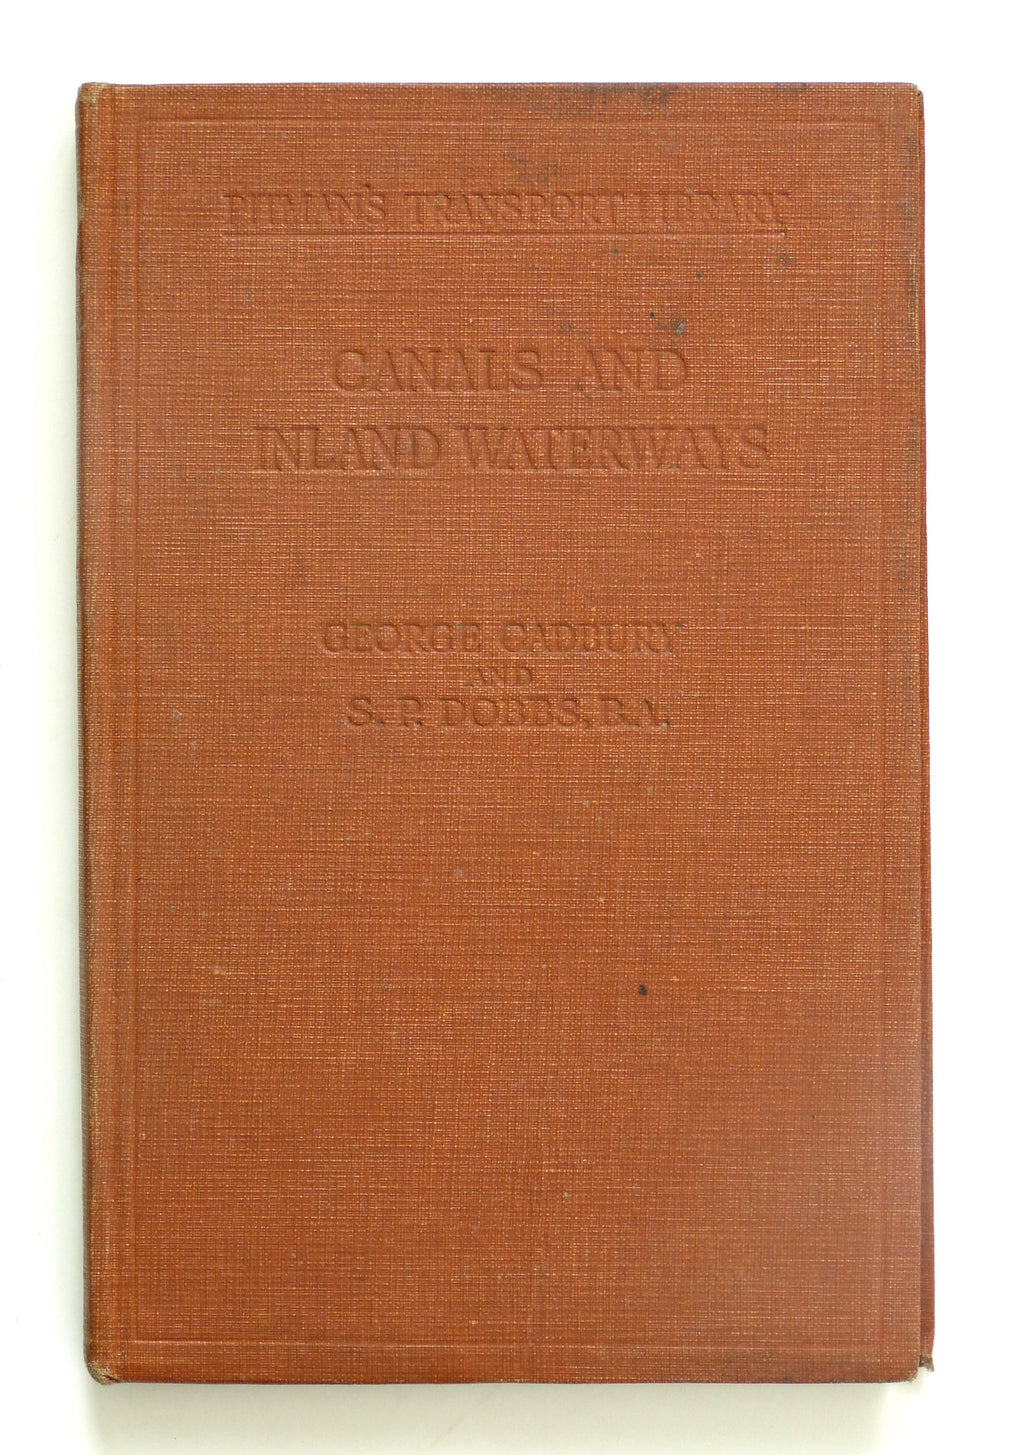 PITMAN'S TRANSPORT LIBRARY
CANALS AND
INLAND WATERWAYS
GEORGE CADBURY
AND
S. P. DOBBS, B.A.